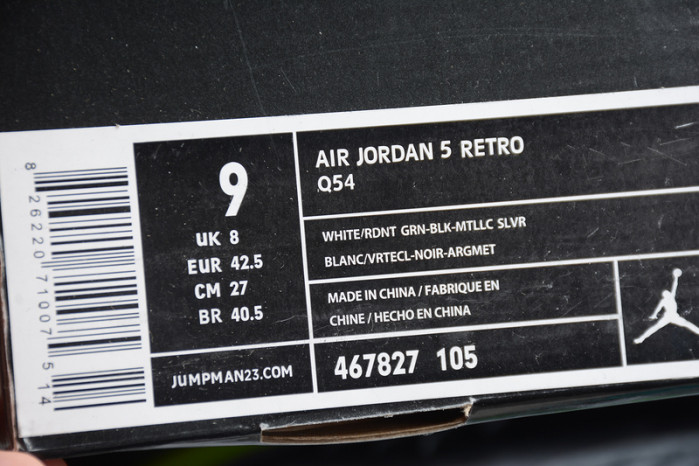 8 26220 71007 5 14
9
UK 8
EUR 42.5
CM 27
BR 40.5
JUMPMAN23.COM
AIR JORDAN 5 RETRO
Q54
WHITE/RDNT GRN-BLK-MTLLC SLVR
BLANC/VRTECL-NOIR-ARGMET
MADE IN CHINA / FABRIQUE EN
CHINE / HECHO EN CHINA
467827 105